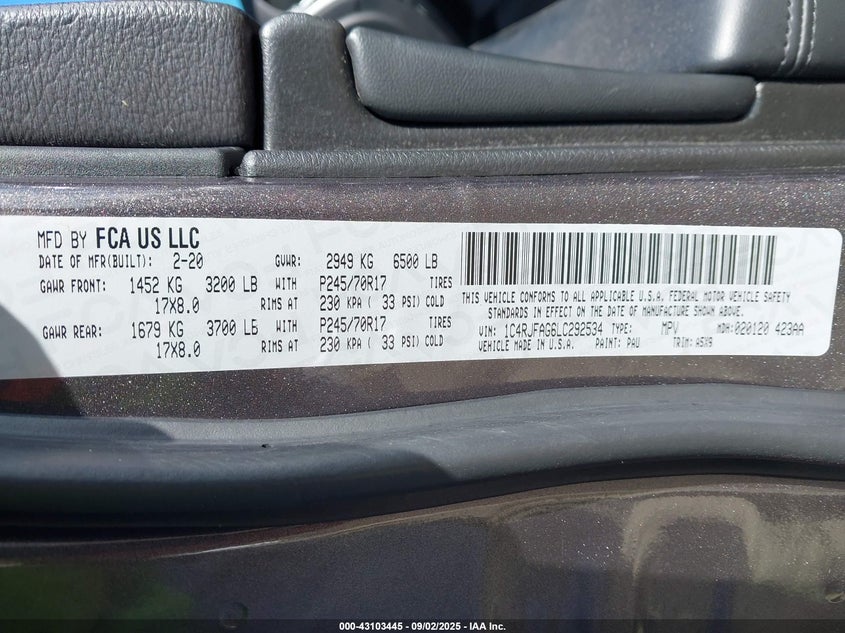 MFD BY FCA US LLC
DATE OF MFR(BUILT): 2-20 GVWR: 2949 KG 6500 LB
GAWR FRONT: 1452 KG 3200 LB WITH P245/70R17 TIRES
17X8.0 RIMS AT 230 KPA ( 33 PSI) COLD
GAWR REAR: 1679 KG 3700 LB WITH P245/70R17 TIRES
17X8.0 RIMS AT 230 KPA ( 33 PSI) COLD
THIS VEHICLE CONFORMS TO ALL APPLICABLE U.S.A. FEDERAL MOTOR VEHICLE SAFETY
STANDARDS IN EFFECT ON THE DATE OF MANUFACTURE SHOWN ABOVE.
VIN: 1C4RJFAG6LC292534 TYPE: MPV MDH: 020120 423AA
VEHICLE MADE IN U.S.A. PAINT: PAU TRIM: A5X9
000-43103445 - 09/02/2025 - IAA Inc.